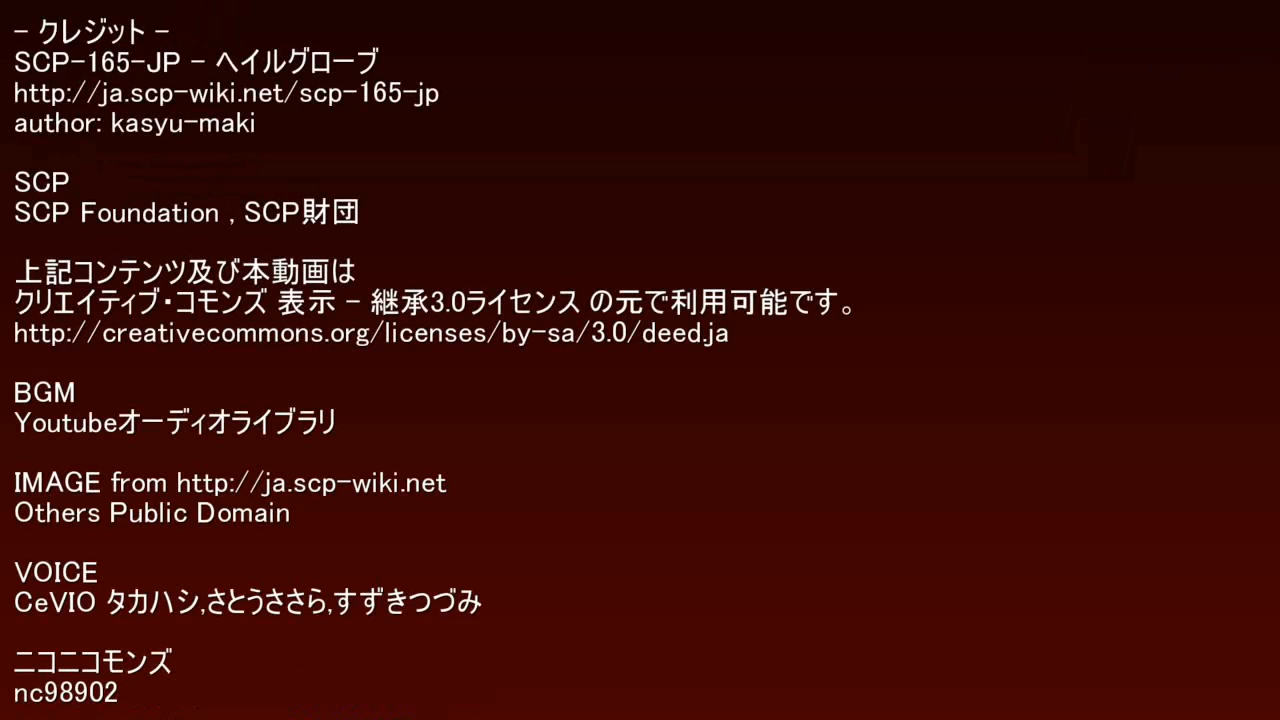 - クレジット -
SCP-165-JP - ヘイルグローブ
http://ja.scp-wiki.net/scp-165-jp
author: kasyu-maki
SCP
SCP Foundation , SCP財団
上記コンテンツ及び本動画は
クリエイティブ・コモンズ 表示 - 継承3.0ライセンス の元で利用可能です。
http://creativecommons.org/licenses/by-sa/3.0/deed.ja
BGM
Youtubeオーディオライブラリ
IMAGE from http://ja.scp-wiki.net
Others Public Domain
VOICE
CeVIO タカハシ,さとうささら,すずきつづみ
ニコニコモンズ
nc98902